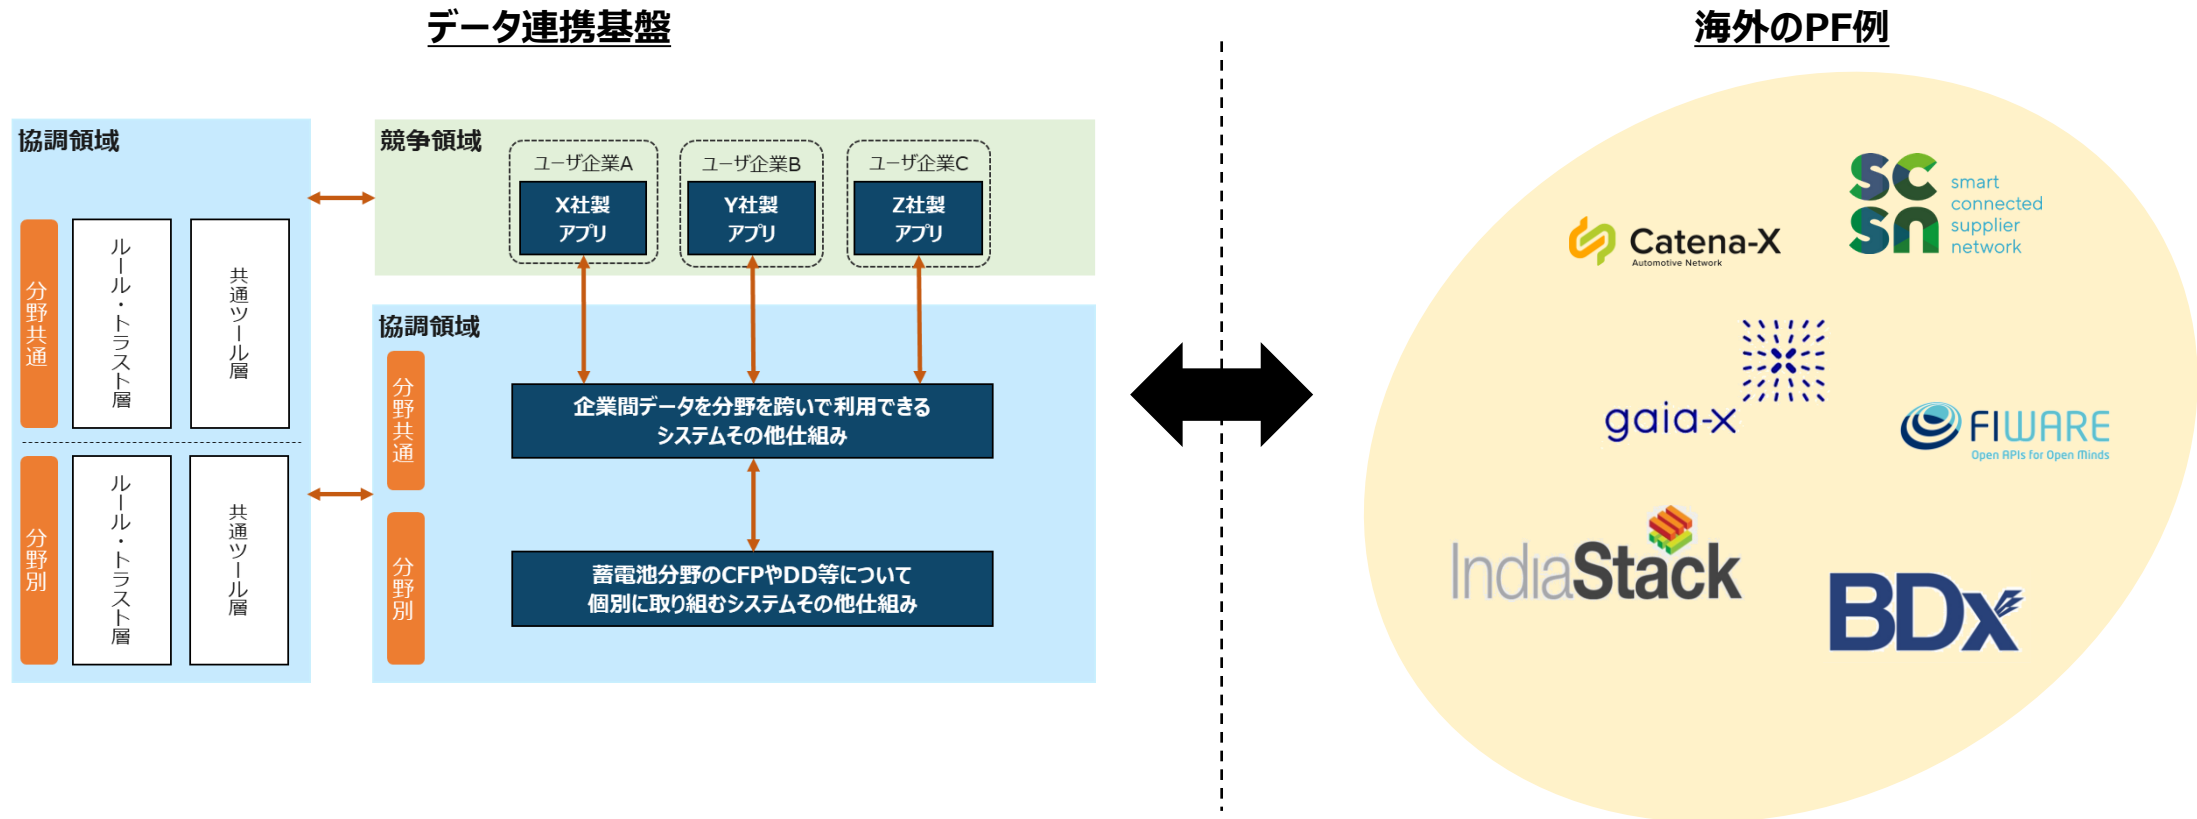 データ連携基盤
協調領域
分野共通
ルール・トラスト層
共通ツール層
分野別
ルール・トラスト層
共通ツール層
競争領域
ユーザ企業A
X社製
アプリ
ユーザ企業B
Y社製
アプリ
ユーザ企業C
Z社製
アプリ
協調領域
分野共通
企業間データを分野を跨いで利用できる
システムその他仕組み
分野別
蓄電池分野のCFPやDD等について
個別に取り組むシステムその他仕組み
海外のPF例
Catena-X
Automotive Network
scsn
smart
connected
supplier
network
gaia-x
FIWARE
Open APIs for Open Minds
IndiaStack
BDx